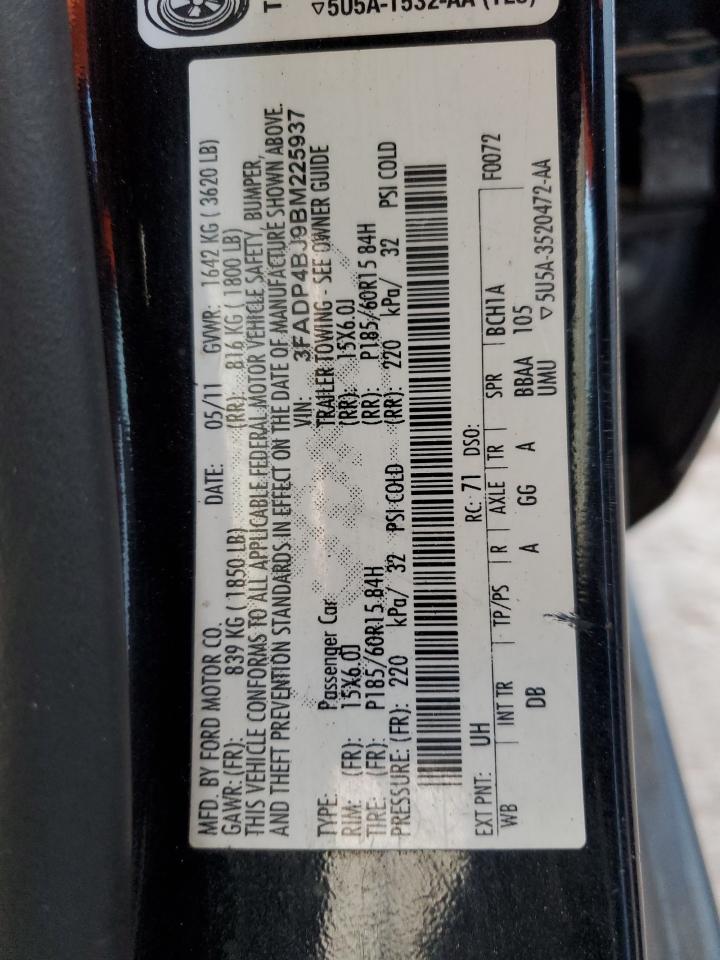 ▽5U5A-1532-AA
MFD. BY FORD MOTOR CO. DATE: 05/11 GVWR: 1642 KG ( 3620 LB)
GAWR: (FR): 839 KG ( 1850 LB) (RR): 816 KG ( 1800 LB)
THIS VEHICLE CONFORMS TO ALL APPLICABLE FEDERAL MOTOR VEHICLE SAFETY, BUMPER,
AND THEFT PREVENTION STANDARDS IN EFFECT ON THE DATE OF MANUFACTURE SHOWN ABOVE.
VIN: 3FADP4BJ9BM225937
TYPE: Passenger Car TRAILER TOWING - SEE OWNER GUIDE
RIM: (FR): 15X6.0J (RR): 15X6.0J
TIRE: (FR): P185/60R15 84H (RR): P185/60R15 84H
PRESSURE: (FR): 220 kPa/ 32 PSI COLD (RR): 220 kPa/ 32 PSI COLD
EXT PNT: UH RC: 71 DSO:
WB INT TR TP/PS R AXLE TR SPR BCH1A F0072
DB A GG A BBAA 105
UMU ▽5U5A-3520472-AA